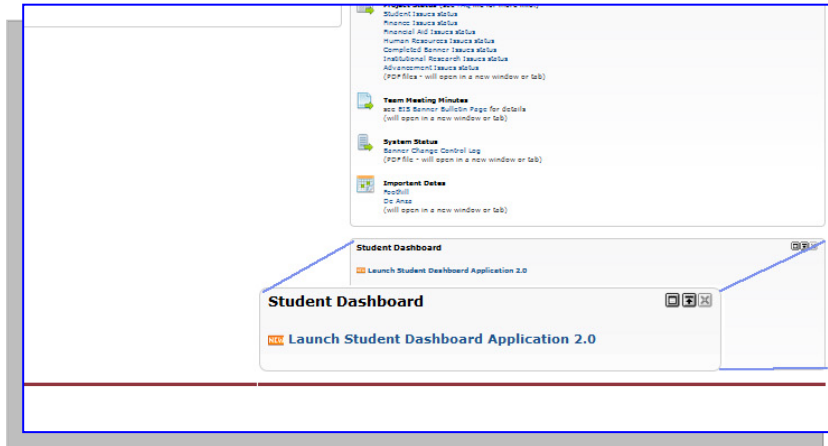 Project Status
Student Issues status
Finance Issues status
Financial Aid Issues status
Human Resources Issues status
Completed Banner Issues status
Institutional Research Issues status
Advancement Issues status
(PDF files - will open in a new window or tab)
Team Meeting Minutes
see EIS Banner Bulletin Page for details
(will open in a new window or tab)
System Status
Banner Change Control Log
(PDF file - will open in a new window or tab)
Important Dates
Foothill
De Anza
(will open in a new window or tab)
Student Dashboard
NEW Launch Student Dashboard Application 2.0
Student Dashboard
NEW Launch Student Dashboard Application 2.0